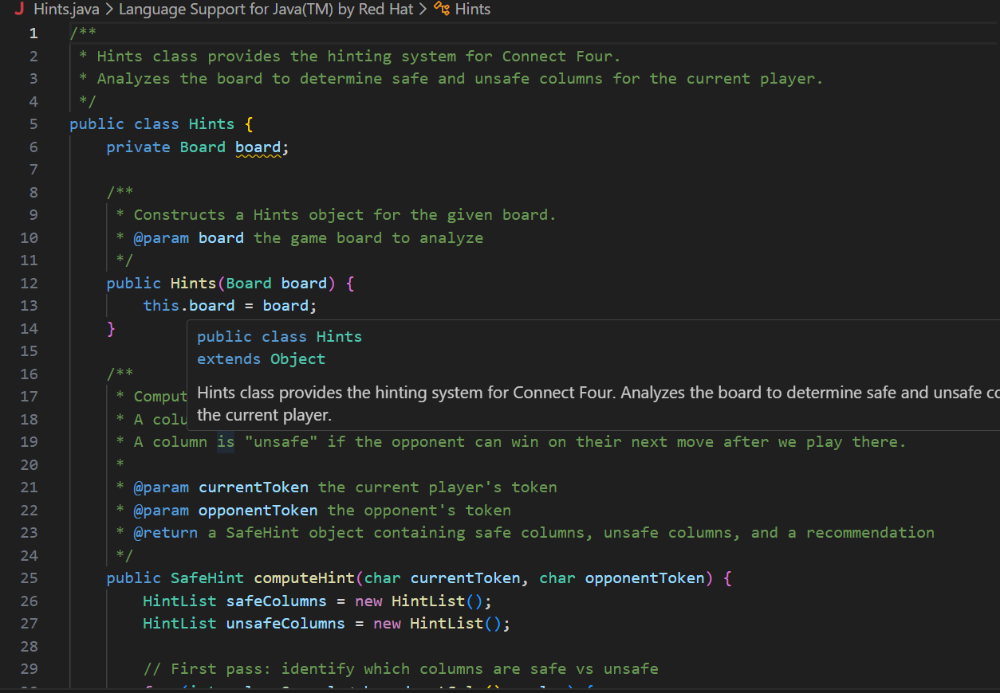 Hints.java > Language Support for Java(TM) by Red Hat > Hints
1 /**
2 * Hints class provides the hinting system for Connect Four.
3 * Analyzes the board to determine safe and unsafe columns for the current player.
4 */
5 public class Hints {
6 private Board board;
7
8 /**
9 * Constructs a Hints object for the given board.
10 * @param board the game board to analyze
11 */
12 public Hints(Board board) {
13 this.board = board;
14 }
public class Hints
15
extends Object
16 /**
17 * Comput
Hints class provides the hinting system for Connect Four. Analyzes the board to determine safe and unsafe co
18 * A colu
the current player.
19 * A column is "unsafe" if the opponent can win on their next move after we play there.
20 *
21 * @param currentToken the current player's token
22 * @param opponentToken the opponent's token
23 * @return a SafeHint object containing safe columns, unsafe columns, and a recommendation
24 */
25 public SafeHint computeHint(char currentToken, char opponentToken) {
26 HintList safeColumns = new HintList();
27 HintList unsafeColumns = new HintList();
28
29 // First pass: identify which columns are safe vs unsafe